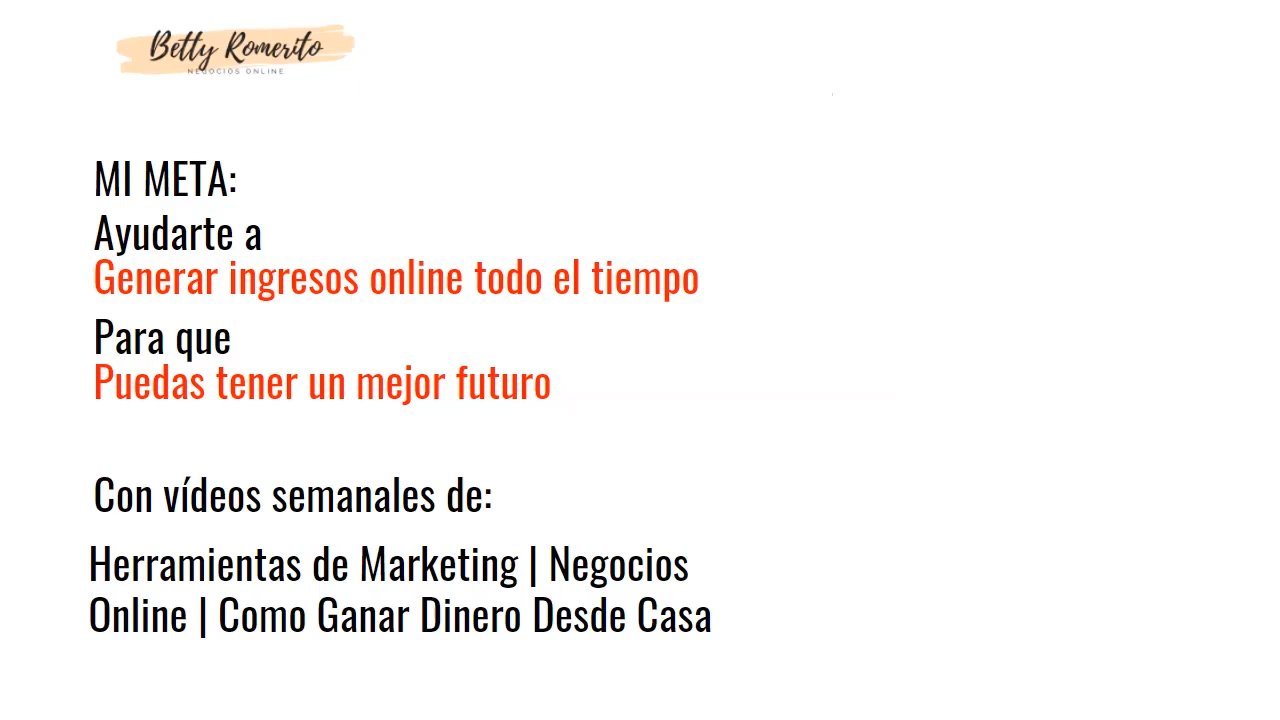 Betty Romerito
NEGOCIOS ONLINE
MI META:
Ayudarte a
Generar ingresos online todo el tiempo
Para que
Puedas tener un mejor futuro
Con vídeos semanales de:
Herramientas de Marketing | Negocios
Online | Como Ganar Dinero Desde Casa